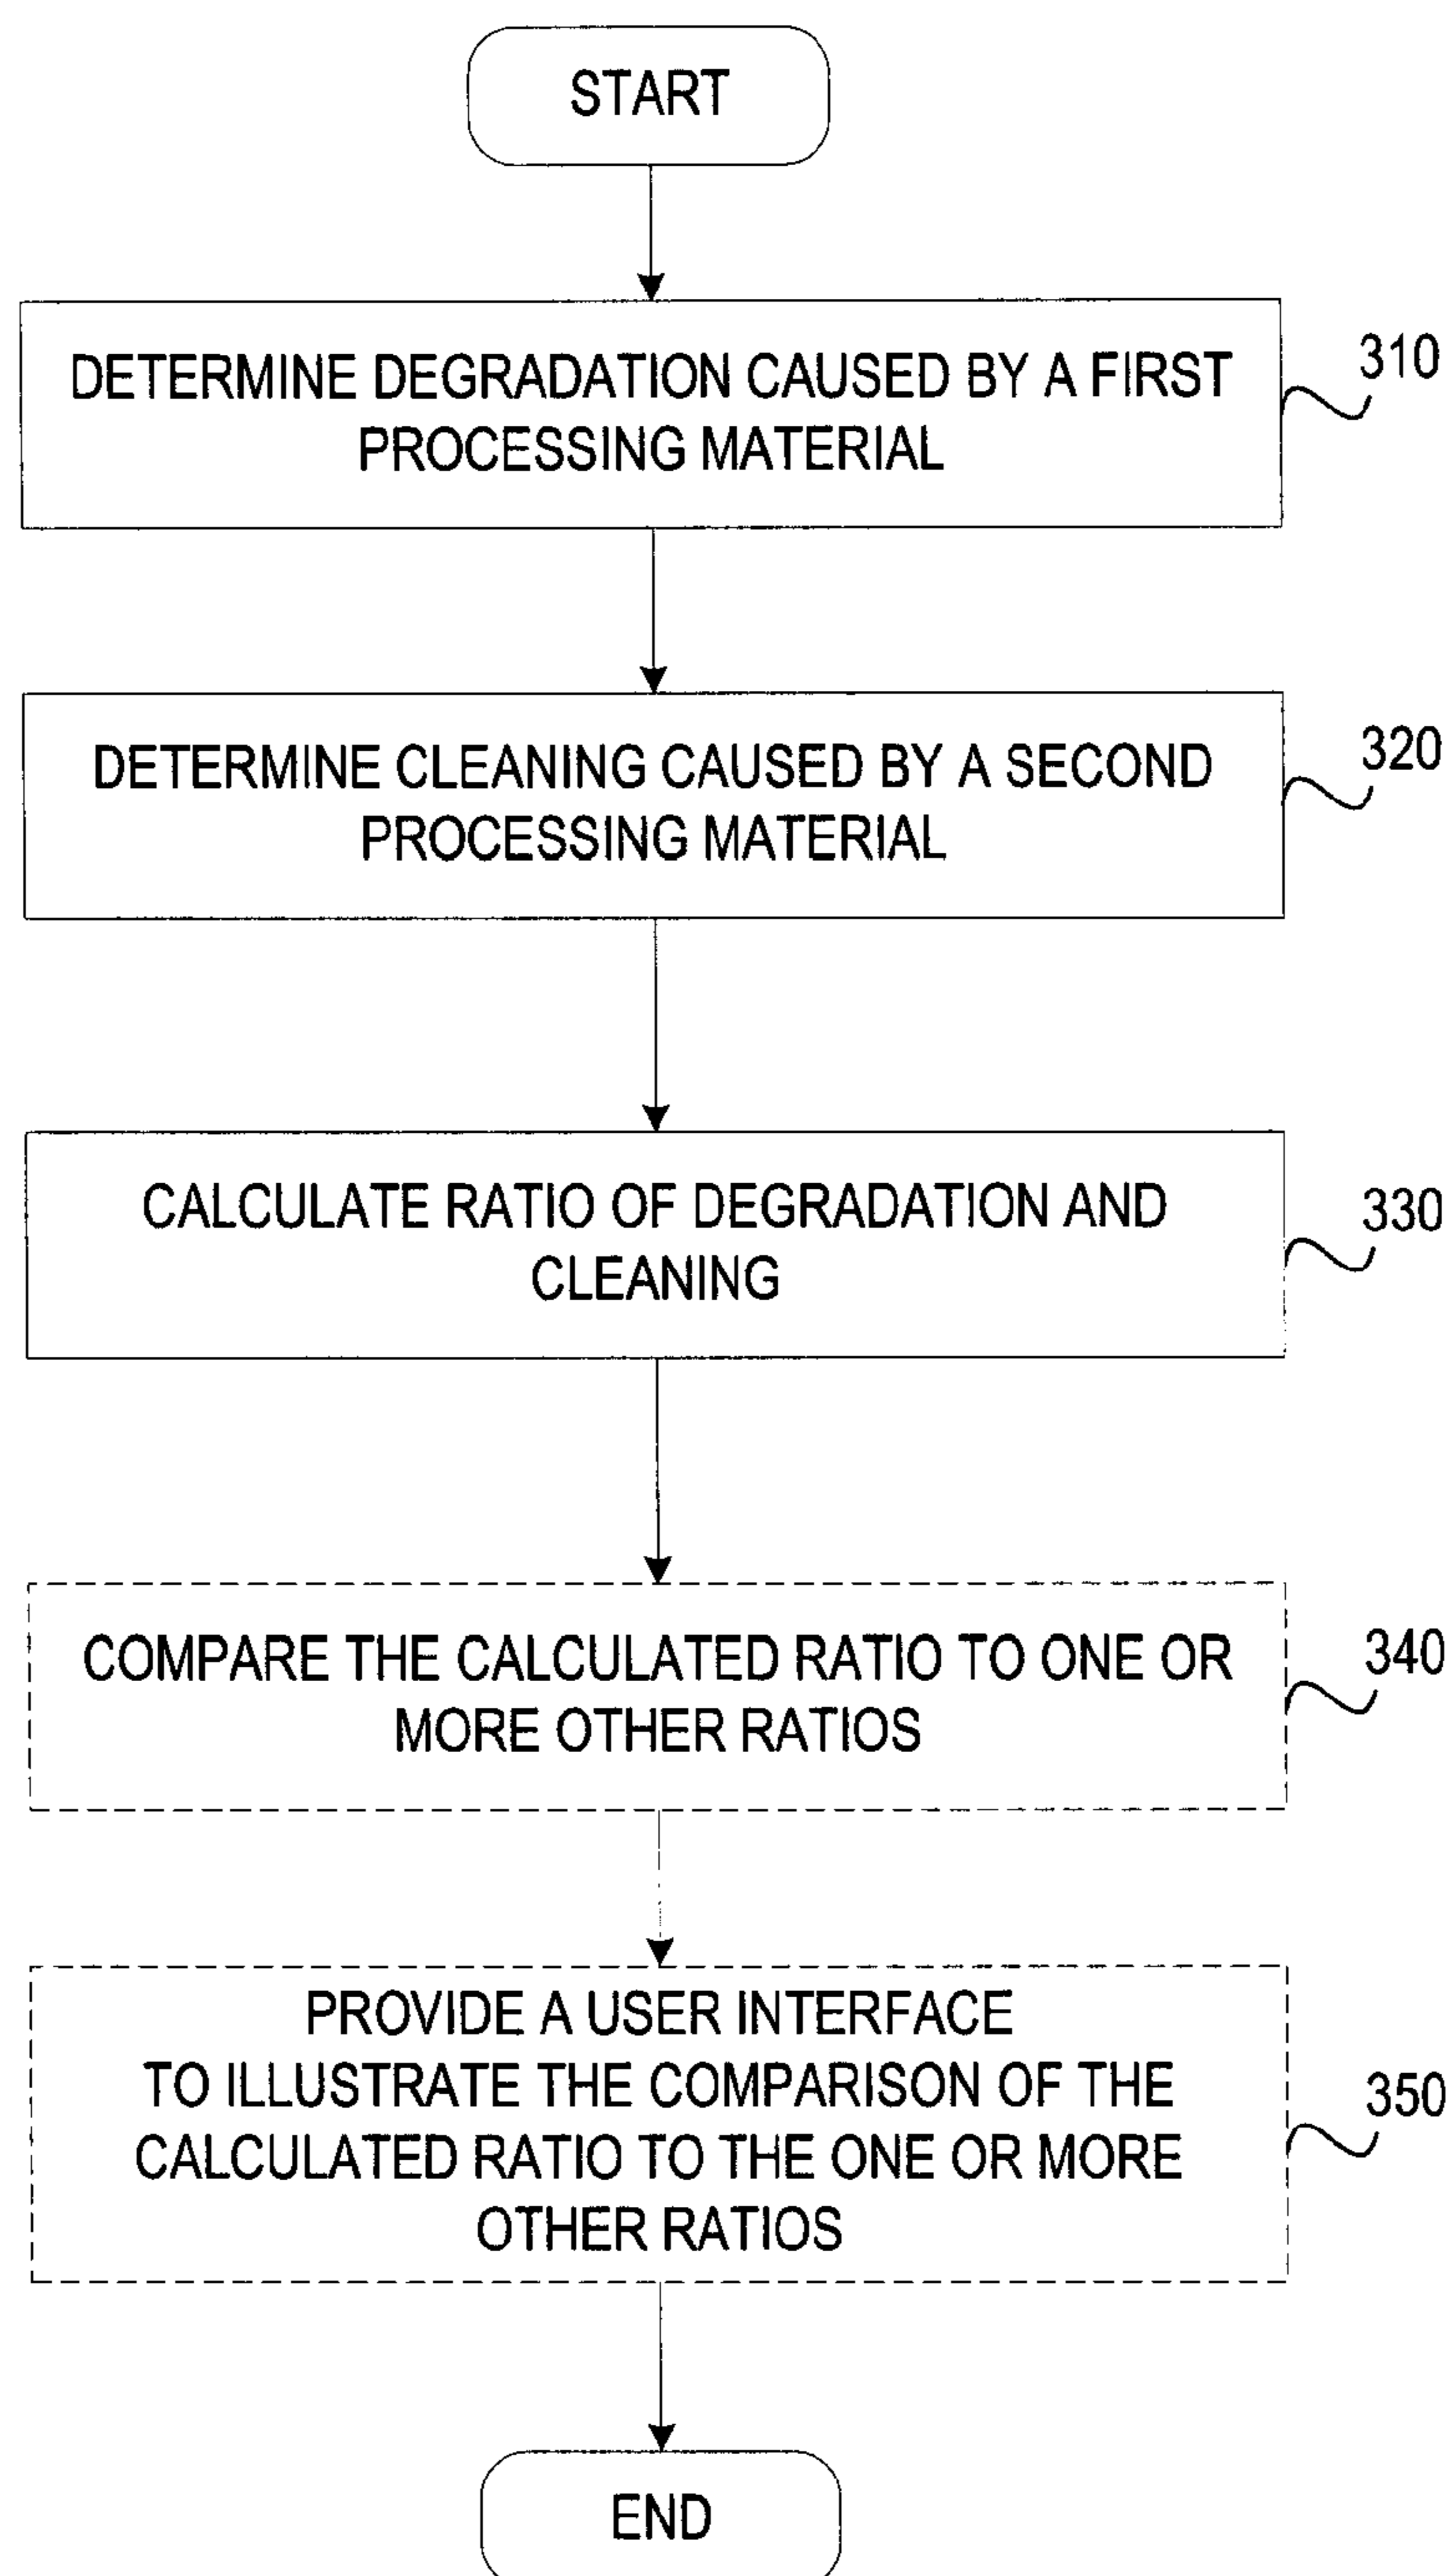 START
DETERMINE DEGRADATION CAUSED BY A FIRST
PROCESSING MATERIAL
310
DETERMINE CLEANING CAUSED BY A SECOND
PROCESSING MATERIAL
320
CALCULATE RATIO OF DEGRADATION AND
CLEANING
330
COMPARE THE CALCULATED RATIO TO ONE OR
MORE OTHER RATIOS
340
PROVIDE A USER INTERFACE
TO ILLUSTRATE THE COMPARISON OF THE
CALCULATED RATIO TO THE ONE OR MORE
OTHER RATIOS
350
END